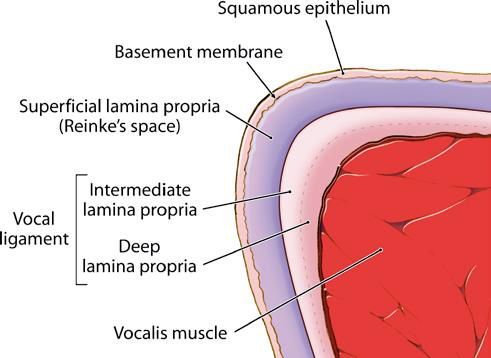 Squamous epithelium
Basement membrane
Superficial lamina propria
(Reinke's space)
Intermediate
lamina propria
Vocal
ligament
Deep
lamina propria
Vocalis muscle